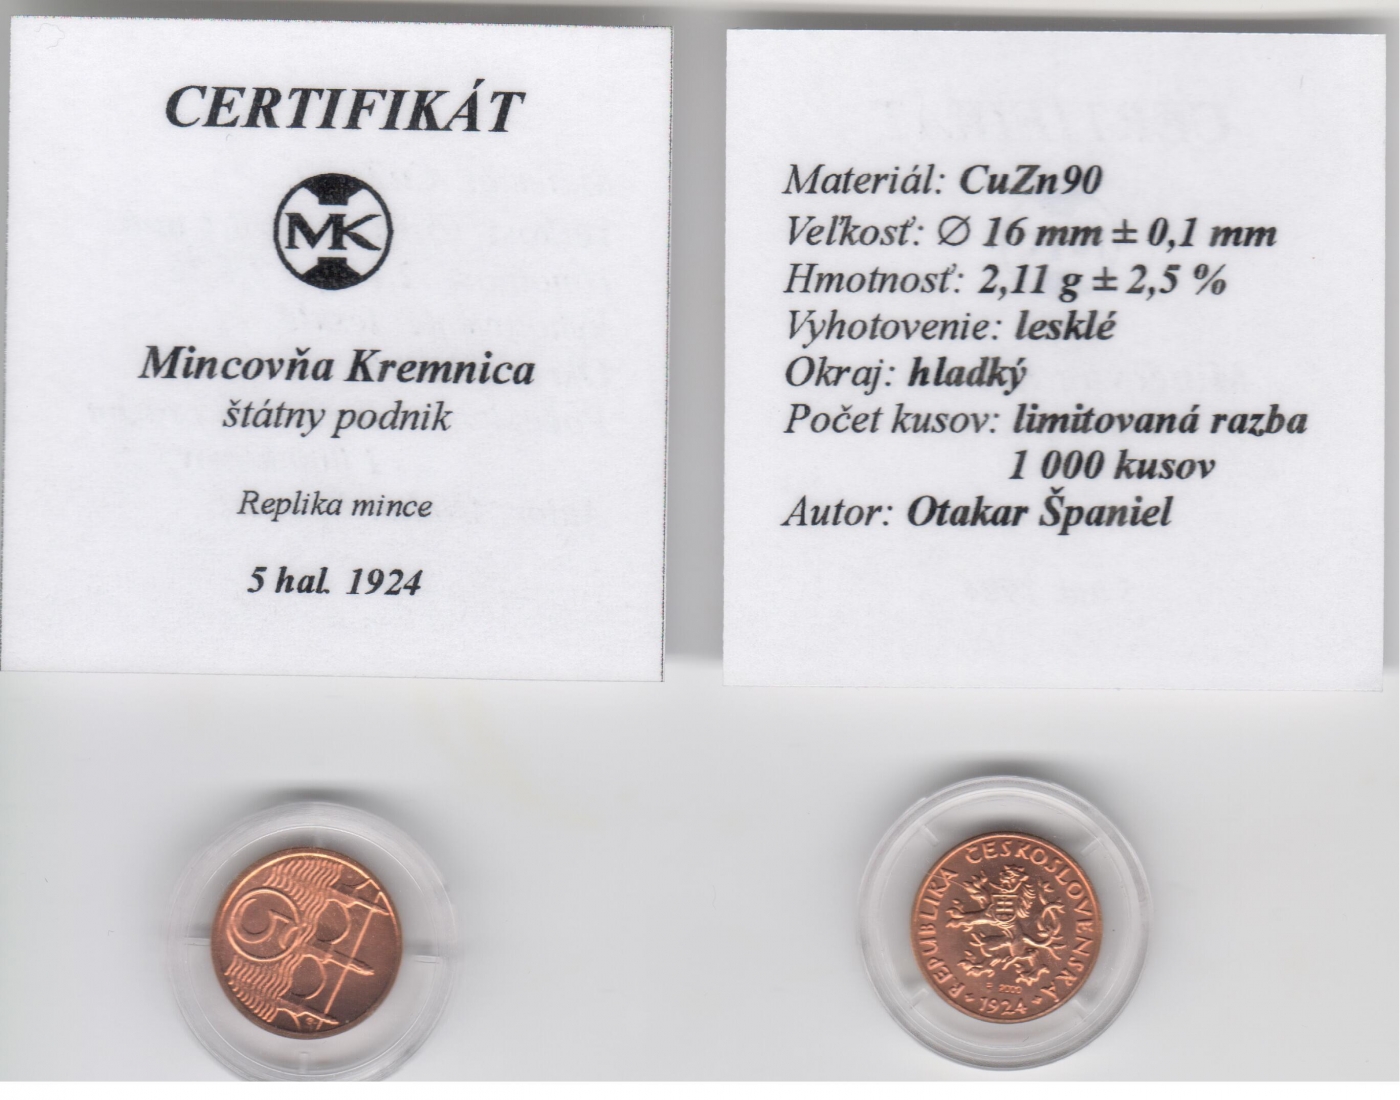 CERTIFIKÁT
MK
Mincovňa Kremnica
štátny podnik
Replika mince
5 hal. 1924
Materiál: CuZn90
Veľkosť: ∅ 16 mm ± 0,1 mm
Hmotnosť: 2,11 g ± 2,5 %
Vyhotovenie: lesklé
Okraj: hladký
Počet kusov: limitovaná razba
1 000 kusov
Autor: Otakar Španiel
5
REPUBLIKA ČESKOSLOVENSKÁ
R 2000
1924